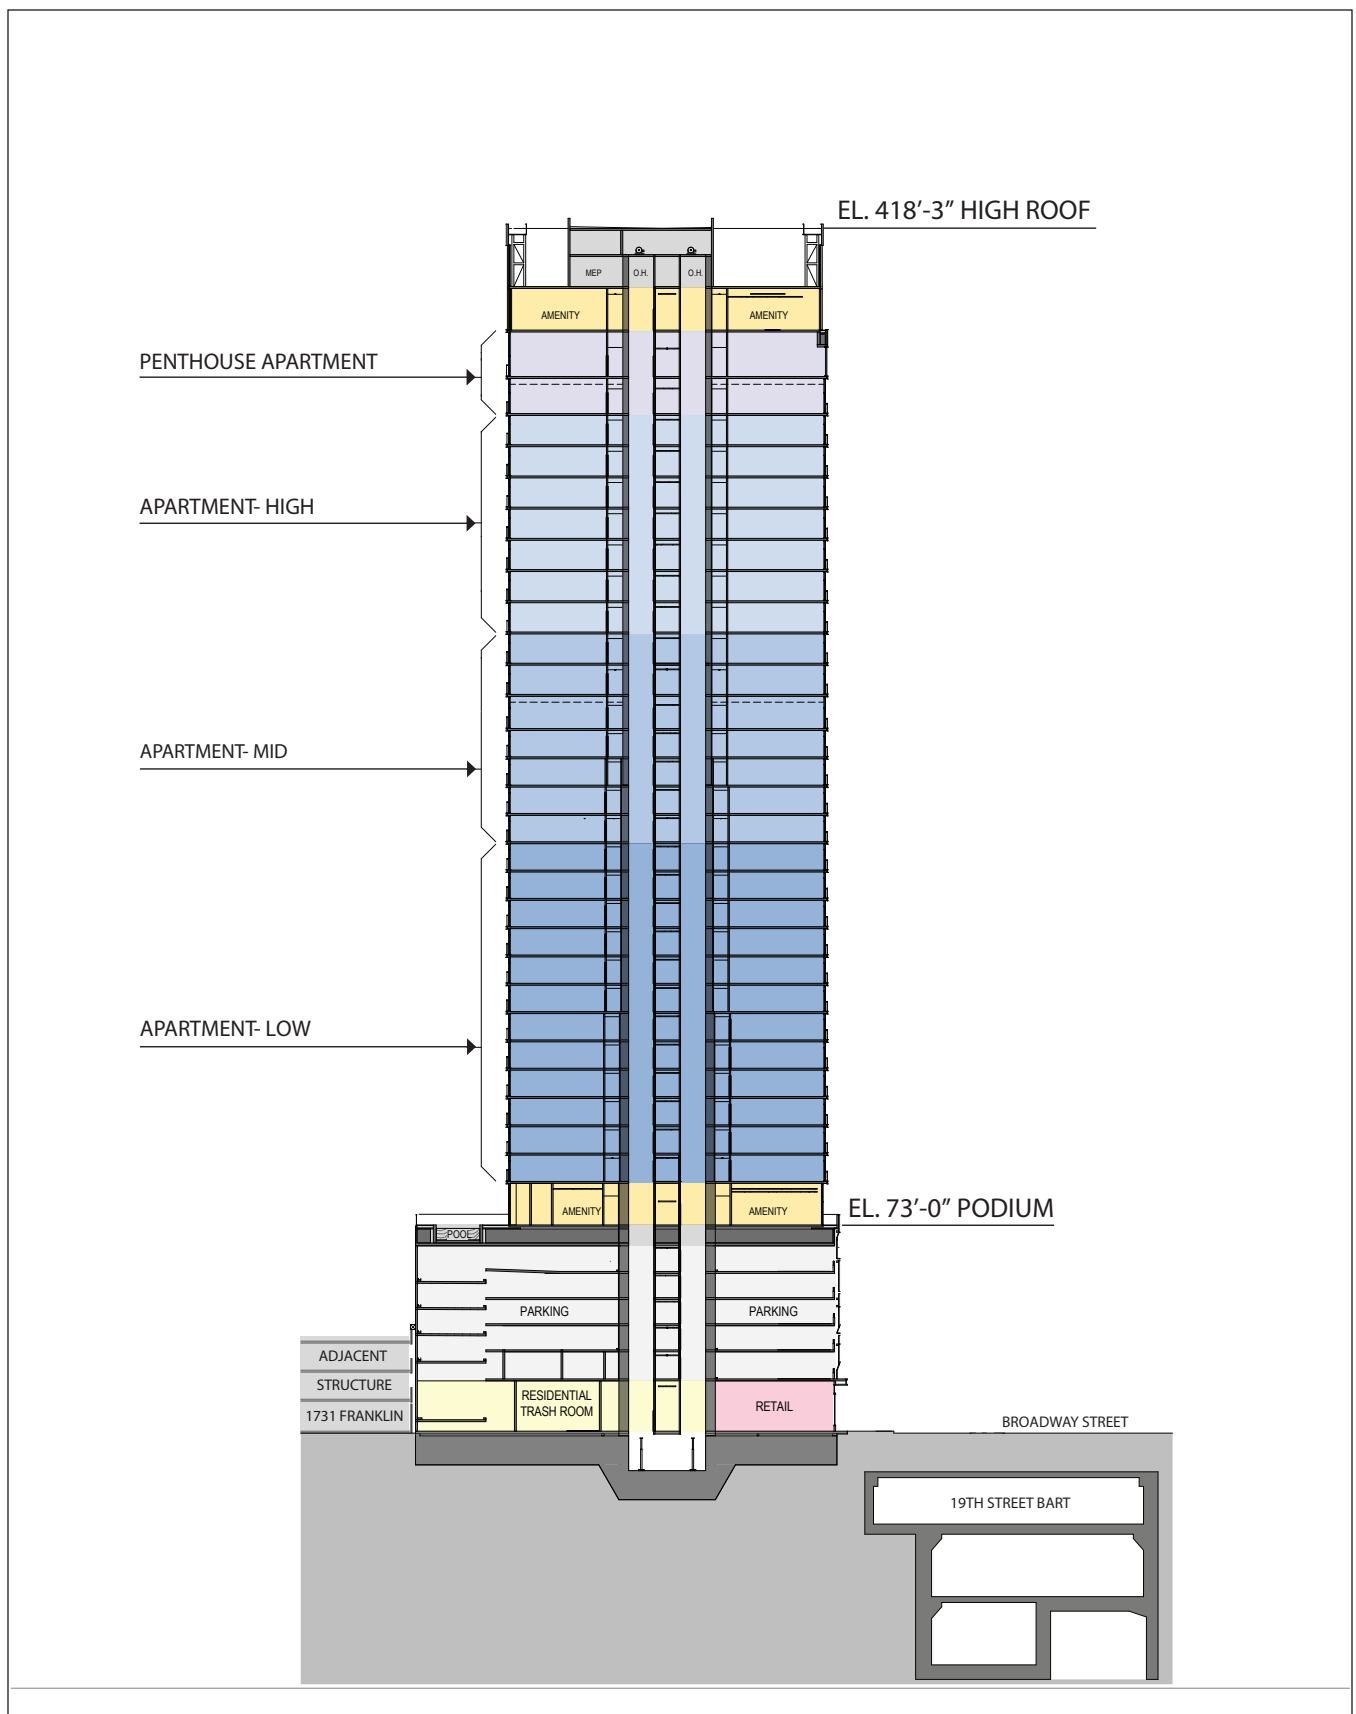 EL. 418’-3” HIGH ROOF
MEP
O.H.
O.H.
AMENITY
AMENITY
PENTHOUSE APARTMENT
APARTMENT- HIGH
APARTMENT- MID
APARTMENT- LOW
AMENITY
AMENITY
EL. 73’-0” PODIUM
POOL
PARKING
PARKING
ADJACENT
STRUCTURE
1731 FRANKLIN
RESIDENTIAL
TRASH ROOM
RETAIL
BROADWAY STREET
19TH STREET BART